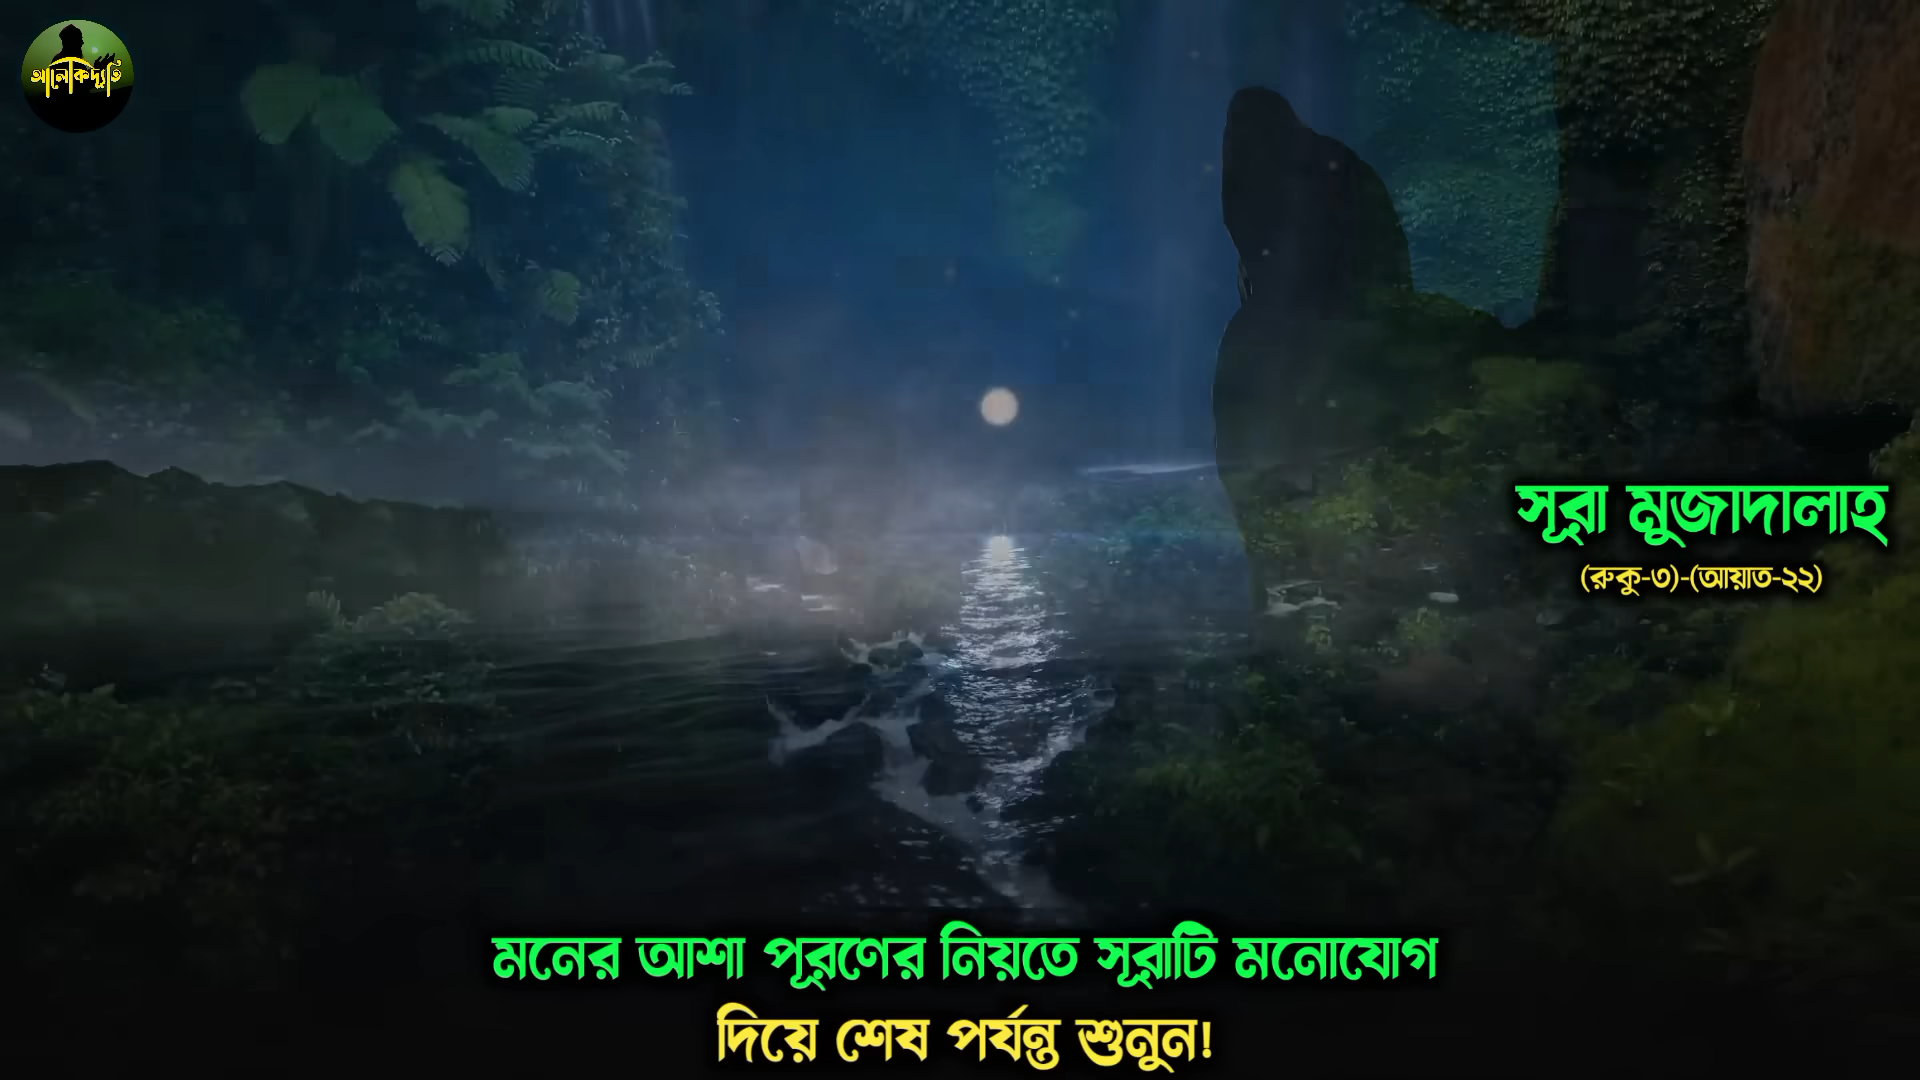 আলোকদ্যুতি
সূরা মুজাদালাহ
(রুকু-৩)-(আয়াত-২২)
মনের আশা পূরণের নিয়তে সূরাটি মনোযোগ
দিয়ে শেষ পর্যন্ত শুনুন!